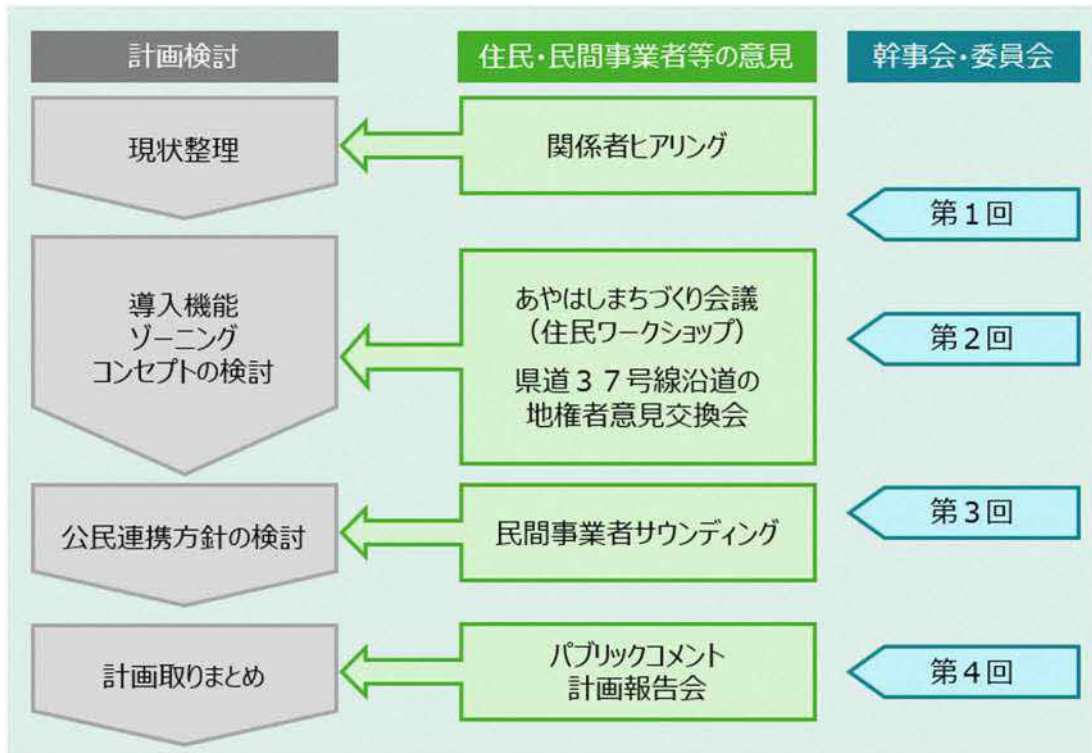 計画検討
住民・民間事業者等の意見
幹事会・委員会
現状整理
関係者ヒアリング
第１回
導入機能
ゾーニング
コンセプトの検討
あやはしまちづくり会議
（住民ワークショップ）
県道３７号線沿道の
地権者意見交換会
第２回
公民連携方針の検討
民間事業者サウンディング
第３回
計画取りまとめ
パブリックコメント
計画報告会
第４回